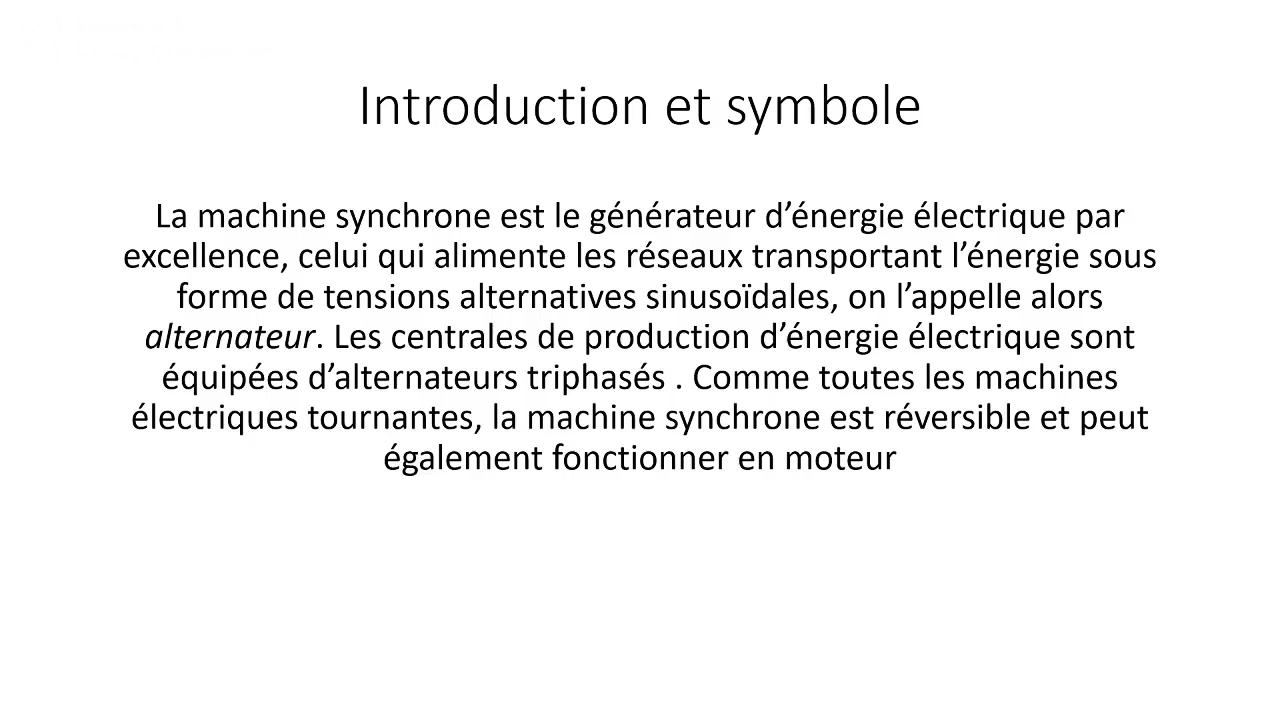 Introduction et symbole
La machine synchrone est le générateur d’énergie électrique par
excellence, celui qui alimente les réseaux transportant l’énergie sous
forme de tensions alternatives sinusoïdales, on l’appelle alors
alternateur. Les centrales de production d’énergie électrique sont
équipées d’alternateurs triphasés . Comme toutes les machines
électriques tournantes, la machine synchrone est réversible et peut
également fonctionner en moteur